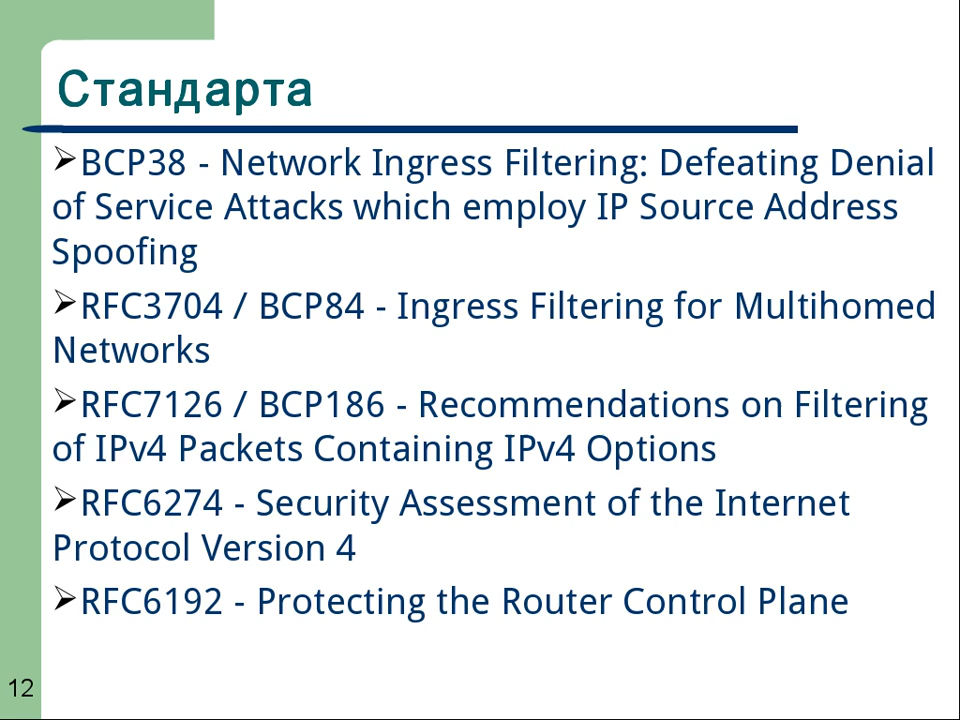 Стандарта
BCP38 - Network Ingress Filtering: Defeating Denial
of Service Attacks which employ IP Source Address
Spoofing
RFC3704 / BCP84 - Ingress Filtering for Multihomed
Networks
RFC7126 / BCP186 - Recommendations on Filtering
of IPv4 Packets Containing IPv4 Options
RFC6274 - Security Assessment of the Internet
Protocol Version 4
RFC6192 - Protecting the Router Control Plane
12